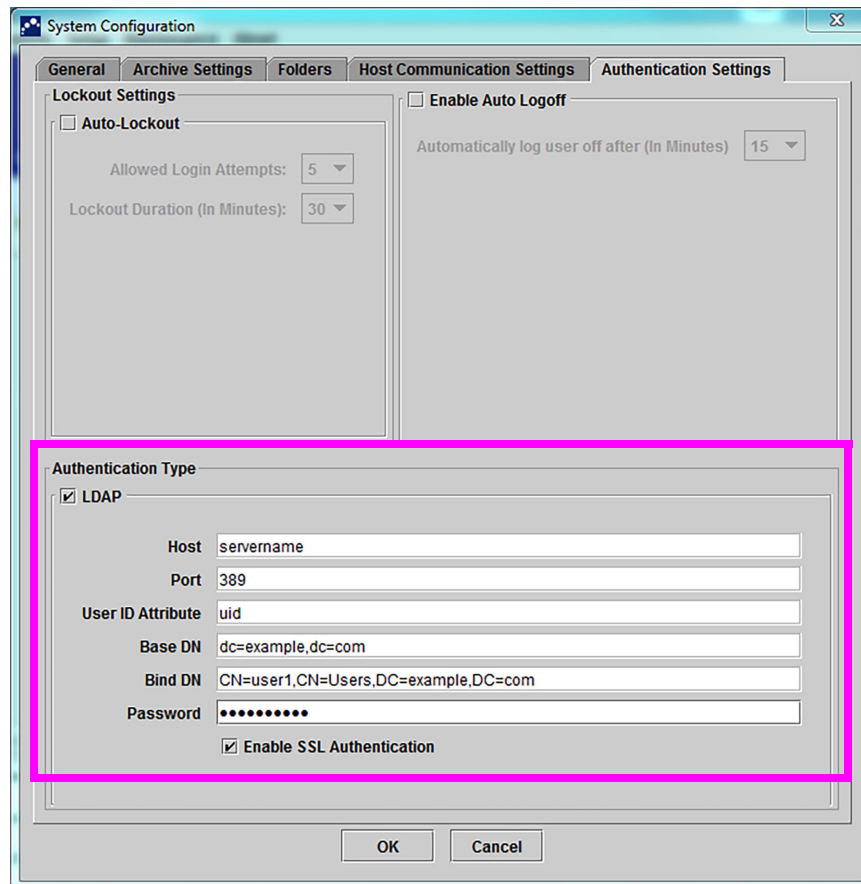 System Configuration
General
Archive Settings
Folders
Host Communication Settings
Authentication Settings
Lockout Settings
Auto-Lockout
Allowed Login Attempts: 5
Lockout Duration (In Minutes): 30
Enable Auto Logoff
Automatically log user off after (In Minutes) 15
Authentication Type
LDAP
Host servername
Port 389
User ID Attribute uid
Base DN dc=example,dc=com
Bind DN CN=user1,CN=Users,DC=example,DC=com
Password ••••••••••
Enable SSL Authentication
OK
Cancel